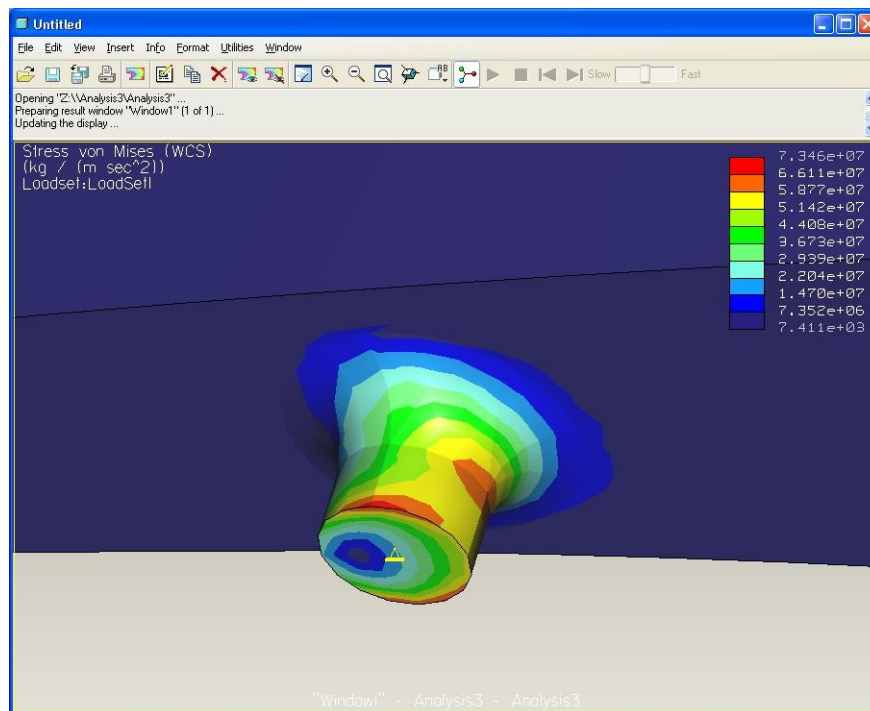 Untitled
File Edit View Insert Info Format Utilities Window
AB
Slow Fast
Opening "Z:\\Analysis3\Analysis3" ...
Preparing result window "Window1" (1 of 1) ...
Updating the display ...
Stress von Mises (WCS)
(kg / (m sec^2))
Loadset:LoadSet1
7.346e+07
6.611e+07
5.877e+07
5.142e+07
4.408e+07
3.673e+07
2.939e+07
2.204e+07
1.470e+07
7.352e+06
7.411e+03
"Window1" - Analysis3 - Analysis3